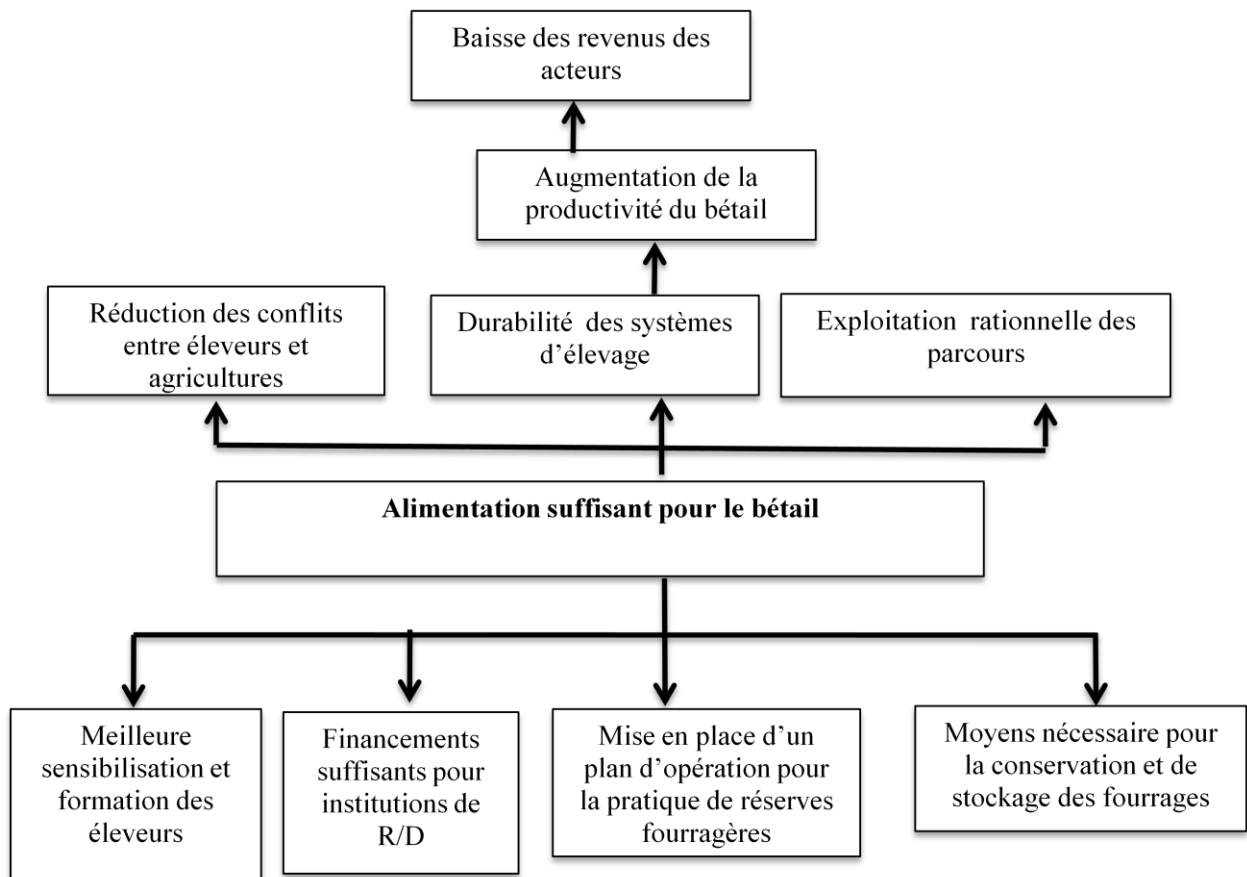 Baisse des revenus des
acteurs
Augmentation de la
productivité du bétail
Réduction des conflits
entre éleveurs et
agricultures
Durabilité des systèmes
d’élevage
Exploitation rationnelle des
parcours
Alimentation suffisant pour le bétail
Meilleure
sensibilisation et
formation des
éleveurs
Financements
suffisants pour
institutions de
R/D
Mise en place d’un
plan d’opération pour
la pratique de réserves
fourragères
Moyens nécessaire pour
la conservation et de
stockage des fourrages